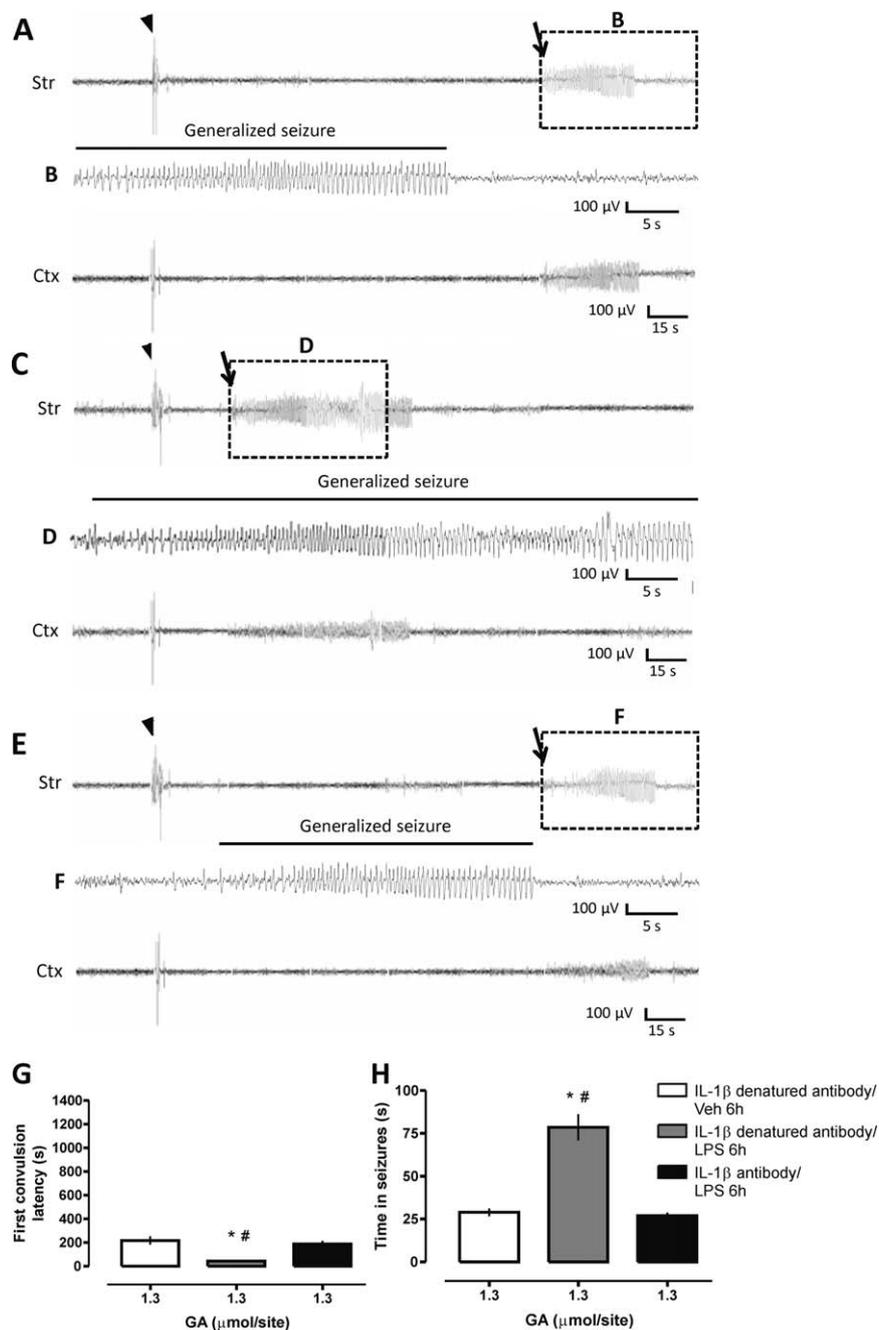 A
B
Str
Generalized seizure
B
100 μV
5 s
Ctx
100 μV
15 s
C
D
Str
Generalized seizure
D
100 μV
5 s
Ctx
100 μV
15 s
E
F
Str
Generalized seizure
F
100 μV
5 s
Ctx
100 μV
15 s
G
First convulsion
latency (s)
1400
1200
1000
800
600
400
200
0
* #
1.3
1.3
1.3
GA (μmol/site)
H
Time in seizures (s)
100
75
50
25
0
* #
1.3
1.3
1.3
GA (μmol/site)
IL-1β denatured antibody/
Veh 6h
IL-1β denatured antibody/
LPS 6h
IL-1β antibody/
LPS 6h